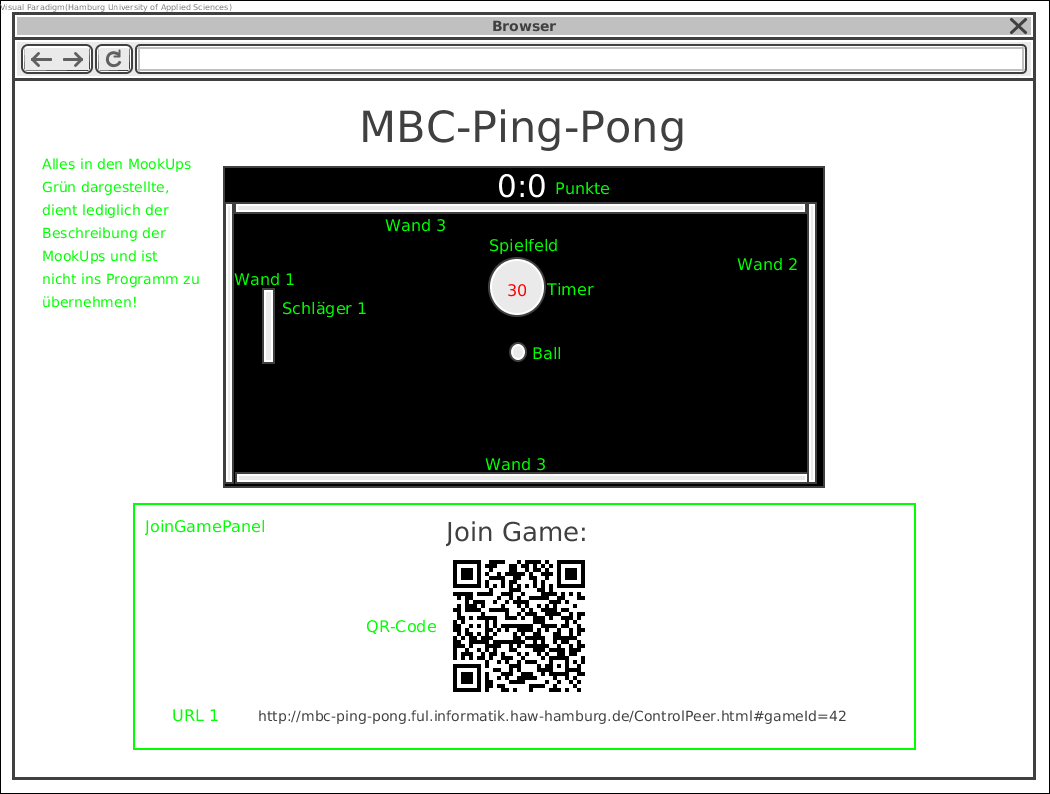 Visual Paradigm(Hamburg University of Applied Sciences)
Browser
MBC-Ping-Pong
Alles in den MookUps
Grün dargestellte,
dient lediglich der
Beschreibung der
MookUps und ist
nicht ins Programm zu
übernehmen!
0:0 Punkte
Wand 3
Spielfeld
Wand 2
Wand 1
30 Timer
Schläger 1
Ball
Wand 3
JoinGamePanel
Join Game:
QR-Code
URL 1 http://mbc-ping-pong.ful.informatik.haw-hamburg.de/ControlPeer.html#gameId=42